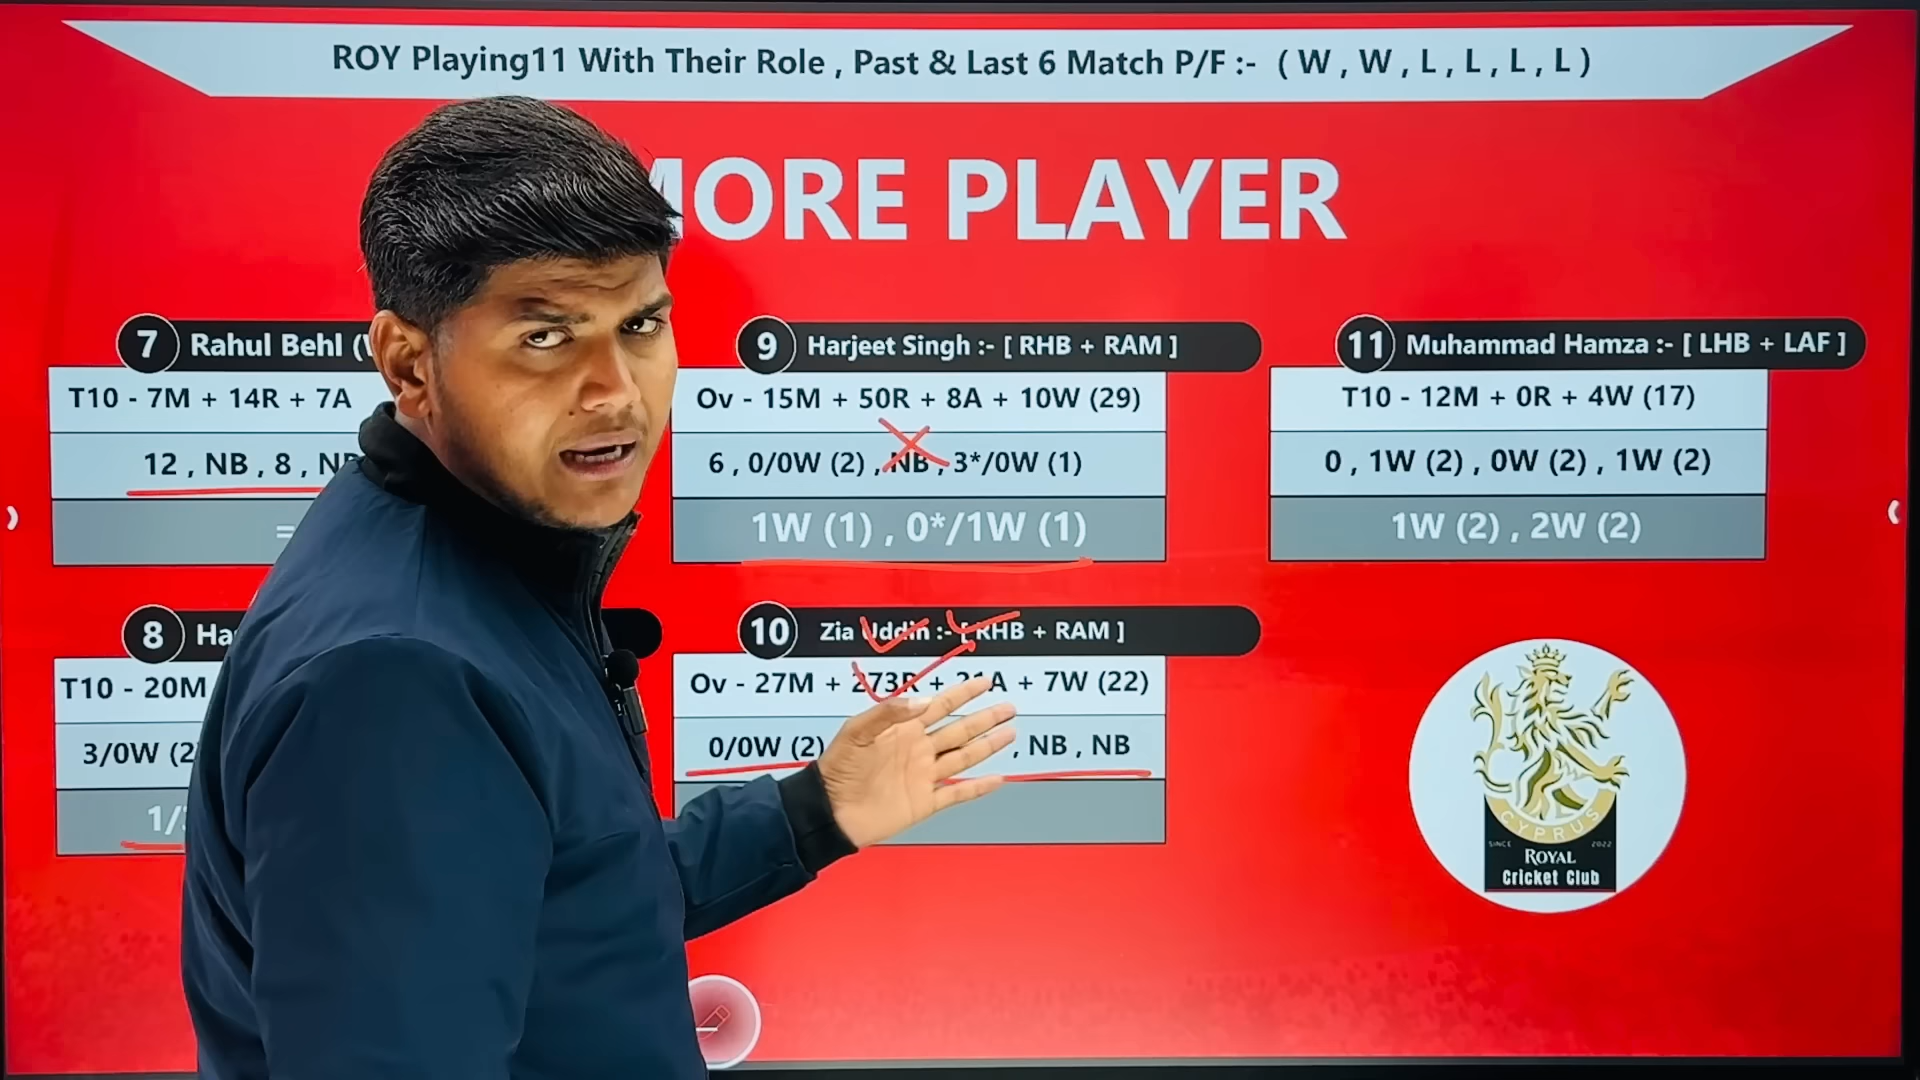 ROY Playing11 With Their Role , Past & Last 6 Match P/F :- ( W , W , L , L , L , L )
MORE PLAYER
7 Rahul Behl
T10 - 7M + 14R + 7A
12 , NB , 8 ,
=
8
T10 - 20M
3/0W
1/
9 Harjeet Singh :- [ RHB + RAM ]
Ov - 15M + 50R + 8A + 10W (29)
6 , 0/0W (2) , NB , 3*/0W (1)
1W (1) , 0*/1W (1)
10 Zia Uddin :- [ RHB + RAM ]
Ov - 27M + 273R + 21A + 7W (22)
0/0W (2) , NB , NB
11 Muhammad Hamza :- [ LHB + LAF ]
T10 - 12M + 0R + 4W (17)
0 , 1W (2) , 0W (2) , 1W (2)
1W (2) , 2W (2)
CYPRUS
SINCE 2022
ROYAL
Cricket Club